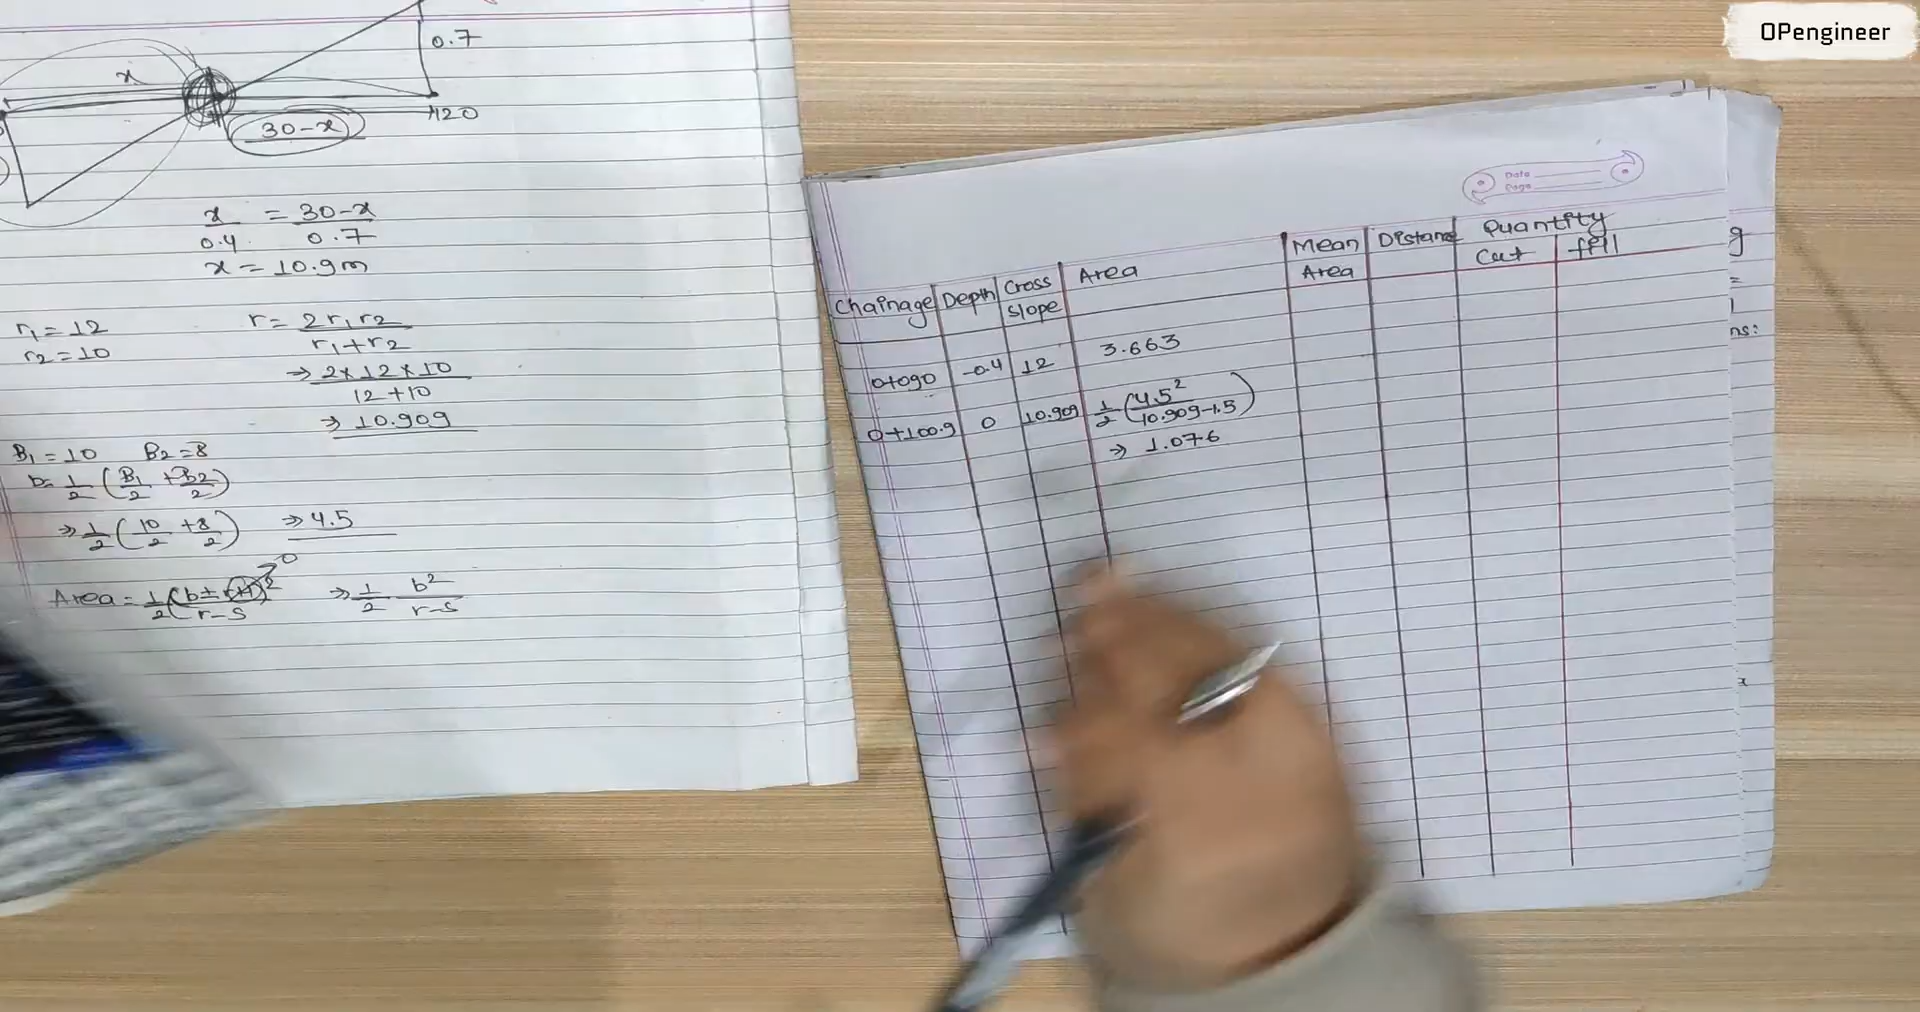 OPengineer
0.7
x
120
30-x
x/0.4 = 30-x/0.7
x = 10.9m
r1 = 12
r2 = 10
r = 2r1r2/r1+r2
⇒ 2x12x10/12+10
⇒ 10.909
B1 = 10 B2 = 8
b = 1/2 (B1/2 + B2/2)
⇒ 1/2 (10/2 + 8/2) ⇒ 4.5
0
Area = 1/2 (b ± rH)²/r-s ⇒ 1/2 b²/r-s
Date
Page
Chainage Depth Cross slope Area Mean Area Distance Quantity
Cut fill
0+090 -0.4 12 3.663
0+100.9 0 10.909 1/2 (4.5²/10.909-1.5)
⇒ 1.076
g
=
ns:
x